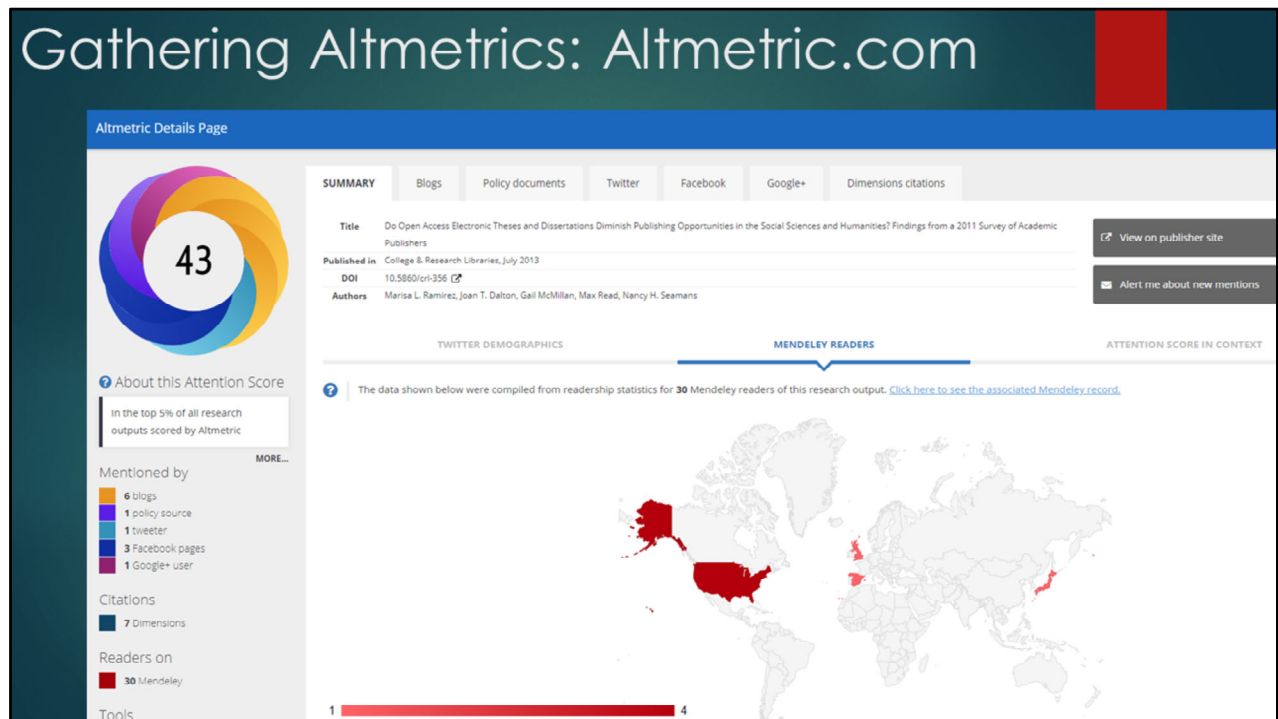 Gathering Altmetrics: Altmetric.com
Altmetric Details Page
43
About this Attention Score
In the top 5% of all research
outputs scored by Altmetric
MORE...
Mentioned by
6 blogs
1 policy source
1 tweeter
3 Facebook pages
1 Google+ user
Citations
7 Dimensions
Readers on
30 Mendeley
Tools
SUMMARY Blogs Policy documents Twitter Facebook Google+ Dimensions citations
Title Do Open Access Electronic Theses and Dissertations Diminish Publishing Opportunities in the Social Sciences and Humanities? Findings from a 2011 Survey of Academic
Publishers
Published in College & Research Libraries, July 2013
DOI 10.5860/crl-356
Authors Marisa L. Ramirez, Joan T. Dalton, Gail McMillan, Max Read, Nancy H. Seamans
View on publisher site
Alert me about new mentions
TWITTER DEMOGRAPHICS MENDELEY READERS ATTENTION SCORE IN CONTEXT
The data shown below were compiled from readership statistics for 30 Mendeley readers of this research output. Click here to see the associated Mendeley record.
1 4